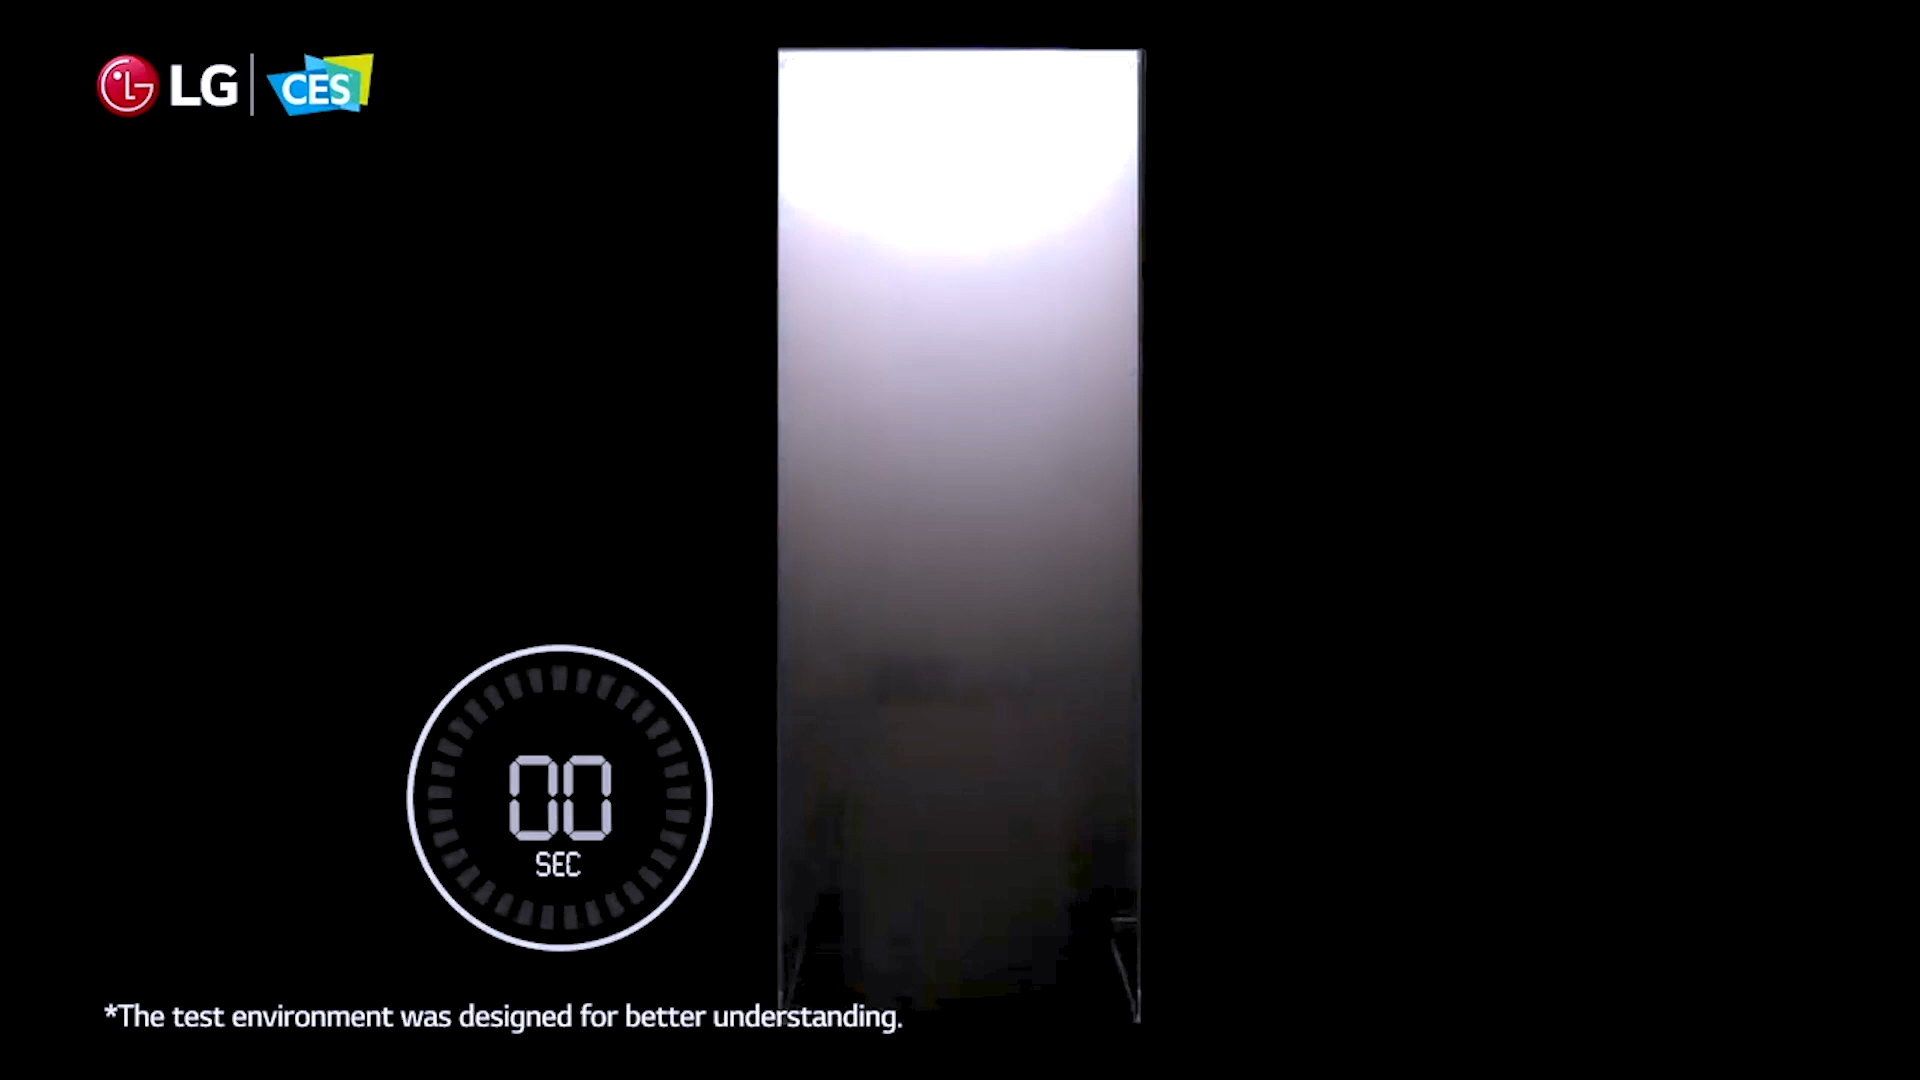 LG CES
00
SEC
*The test environment was designed for better understanding.